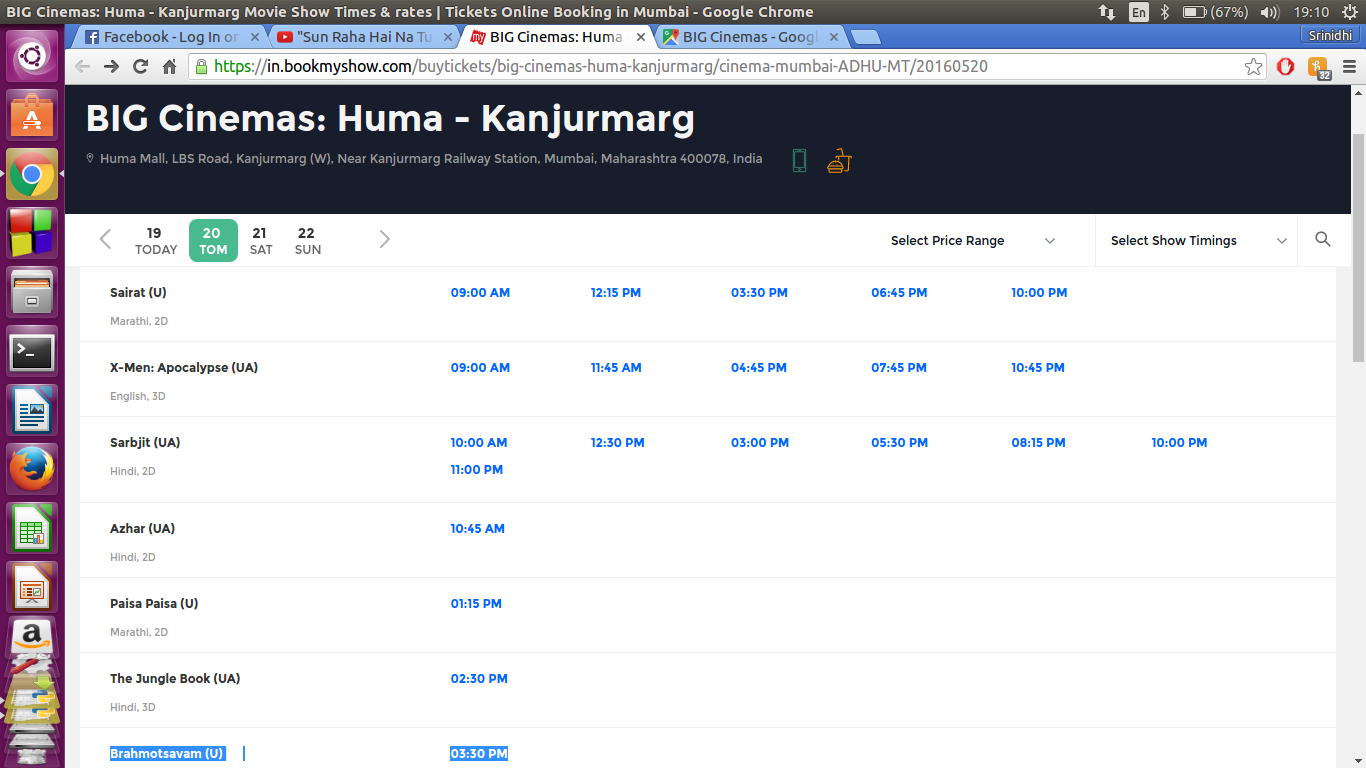 BIG Cinemas: Huma - Kanjurmarg Movie Show Times & rates | Tickets Online Booking in Mumbai - Google Chrome
En (67%) 19:10
Facebook - Log In or
"Sun Raha Hai Na Tu
BIG Cinemas: Huma
BIG Cinemas - Googl
Srinidhi
https://in.bookmyshow.com/buytickets/big-cinemas-huma-kanjurmarg/cinema-mumbai-ADHU-MT/20160520
32
BIG Cinemas: Huma - Kanjurmarg
Huma Mall, LBS Road, Kanjurmarg (W), Near Kanjurmarg Railway Station, Mumbai, Maharashtra 400078, India
19 20 21 22
TODAY TOM SAT SUN
Select Price Range
Select Show Timings
Sairat (U) 09:00 AM 12:15 PM 03:30 PM 06:45 PM 10:00 PM
Marathi, 2D
X-Men: Apocalypse (UA) 09:00 AM 11:45 AM 04:45 PM 07:45 PM 10:45 PM
English, 3D
Sarbjit (UA) 10:00 AM 12:30 PM 03:00 PM 05:30 PM 08:15 PM 10:00 PM
Hindi, 2D 11:00 PM
Azhar (UA) 10:45 AM
Hindi, 2D
Paisa Paisa (U) 01:15 PM
Marathi, 2D
The Jungle Book (UA) 02:30 PM
Hindi, 3D
Brahmotsavam (U) 03:30 PM